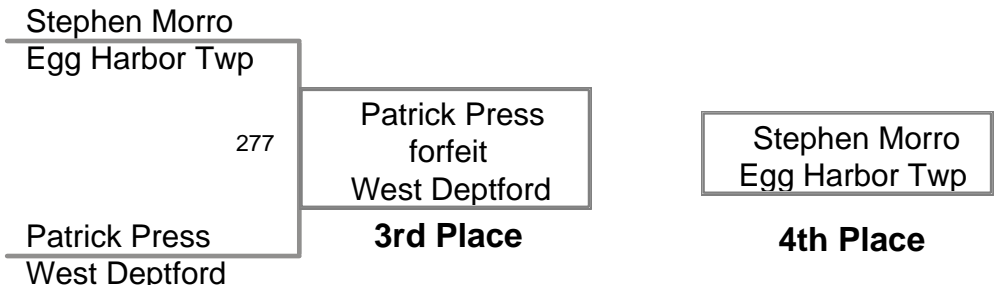 Stephen Morro
Egg Harbor Twp
277
Patrick Press
West Deptford
Patrick Press
forfeit
West Deptford
3rd Place
Stephen Morro
Egg Harbor Twp
4th Place